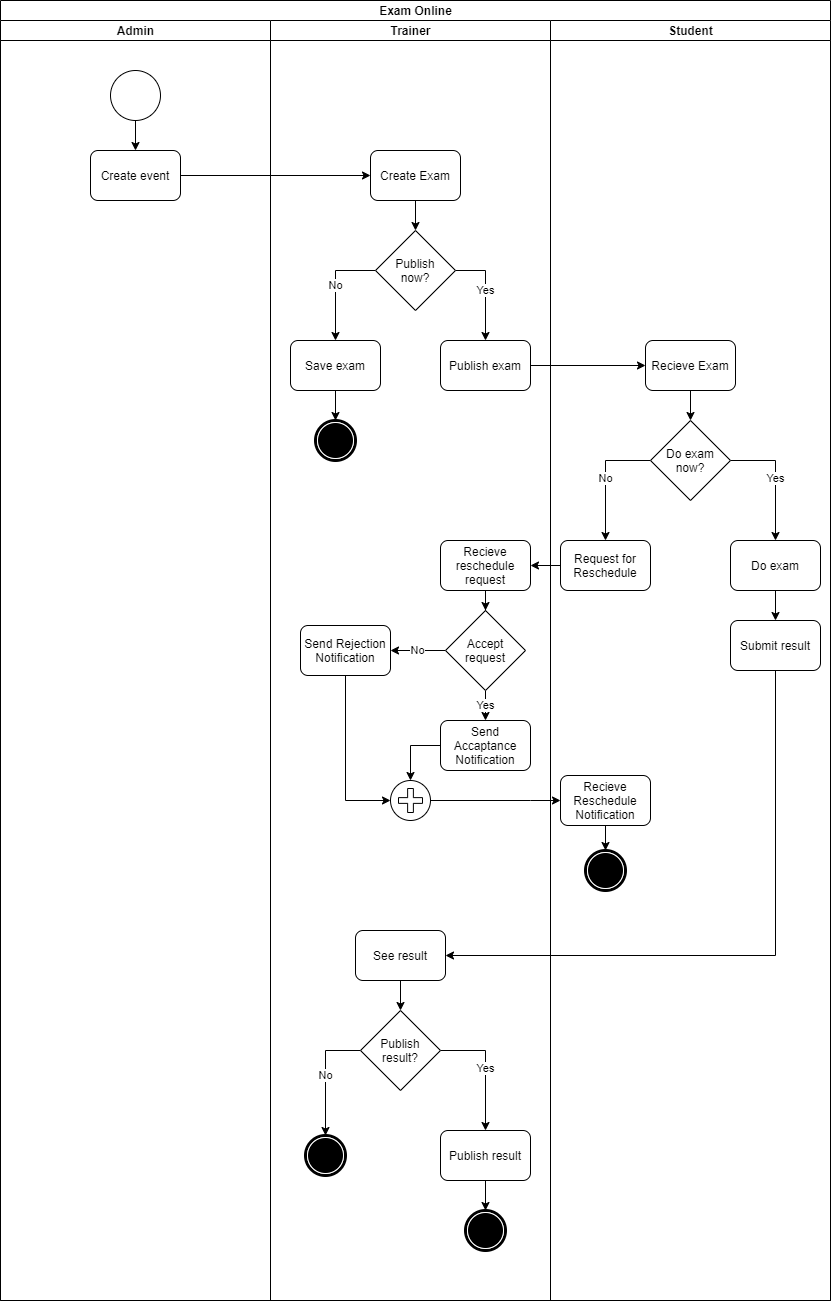 Exam Online
Admin
Trainer
Student
Create event
Create Exam
Publish
now?
No
Yes
Save exam
Publish exam
Recieve Exam
Do exam
now?
No
Yes
Recieve
reschedule
request
Request for
Reschedule
Do exam
Send Rejection
Notification
No
Accept
request
Submit result
Yes
Send
Acceptance
Notification
Recieve
Reschedule
Notification
See result
Publish
result?
No
Yes
Publish result